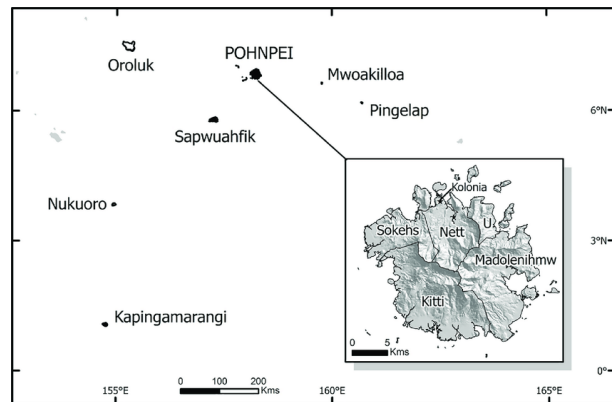 Oroluk
POHNPEI
Mwoakilloa
Pingelap
6°N
Sapwuahfik
Nukuoro
Kapingamarangi
Kolonia
U
Sokehs
Nett
Madolenihmw
Kitti
0 5
Kms
3°N
0 100 200
Kms
0°
155°E
160°E
165°E